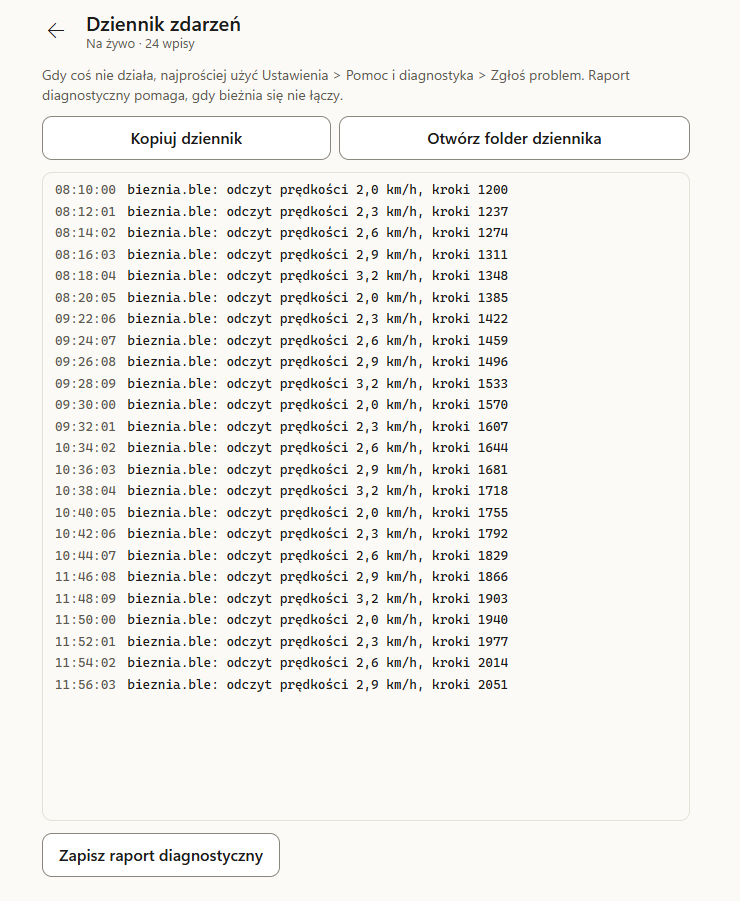 Dziennik zdarzeń
Na żywo · 24 wpisy
Gdy coś nie działa, najprościej użyć Ustawienia > Pomoc i diagnostyka > Zgłoś problem. Raport
diagnostyczny pomaga, gdy bieżnia się nie łączy.
Kopiuj dziennik
Otwórz folder dziennika
08:10:00 bieznia.ble: odczyt prędkości 2,0 km/h, kroki 1200
08:12:01 bieznia.ble: odczyt prędkości 2,3 km/h, kroki 1237
08:14:02 bieznia.ble: odczyt prędkości 2,6 km/h, kroki 1274
08:16:03 bieznia.ble: odczyt prędkości 2,9 km/h, kroki 1311
08:18:04 bieznia.ble: odczyt prędkości 3,2 km/h, kroki 1348
08:20:05 bieznia.ble: odczyt prędkości 2,0 km/h, kroki 1385
09:22:06 bieznia.ble: odczyt prędkości 2,3 km/h, kroki 1422
09:24:07 bieznia.ble: odczyt prędkości 2,6 km/h, kroki 1459
09:26:08 bieznia.ble: odczyt prędkości 2,9 km/h, kroki 1496
09:28:09 bieznia.ble: odczyt prędkości 3,2 km/h, kroki 1533
09:30:00 bieznia.ble: odczyt prędkości 2,0 km/h, kroki 1570
09:32:01 bieznia.ble: odczyt prędkości 2,3 km/h, kroki 1607
10:34:02 bieznia.ble: odczyt prędkości 2,6 km/h, kroki 1644
10:36:03 bieznia.ble: odczyt prędkości 2,9 km/h, kroki 1681
10:38:04 bieznia.ble: odczyt prędkości 3,2 km/h, kroki 1718
10:40:05 bieznia.ble: odczyt prędkości 2,0 km/h, kroki 1755
10:42:06 bieznia.ble: odczyt prędkości 2,3 km/h, kroki 1792
10:44:07 bieznia.ble: odczyt prędkości 2,6 km/h, kroki 1829
11:46:08 bieznia.ble: odczyt prędkości 2,9 km/h, kroki 1866
11:48:09 bieznia.ble: odczyt prędkości 3,2 km/h, kroki 1903
11:50:00 bieznia.ble: odczyt prędkości 2,0 km/h, kroki 1940
11:52:01 bieznia.ble: odczyt prędkości 2,3 km/h, kroki 1977
11:54:02 bieznia.ble: odczyt prędkości 2,6 km/h, kroki 2014
11:56:03 bieznia.ble: odczyt prędkości 2,9 km/h, kroki 2051
Zapisz raport diagnostyczny